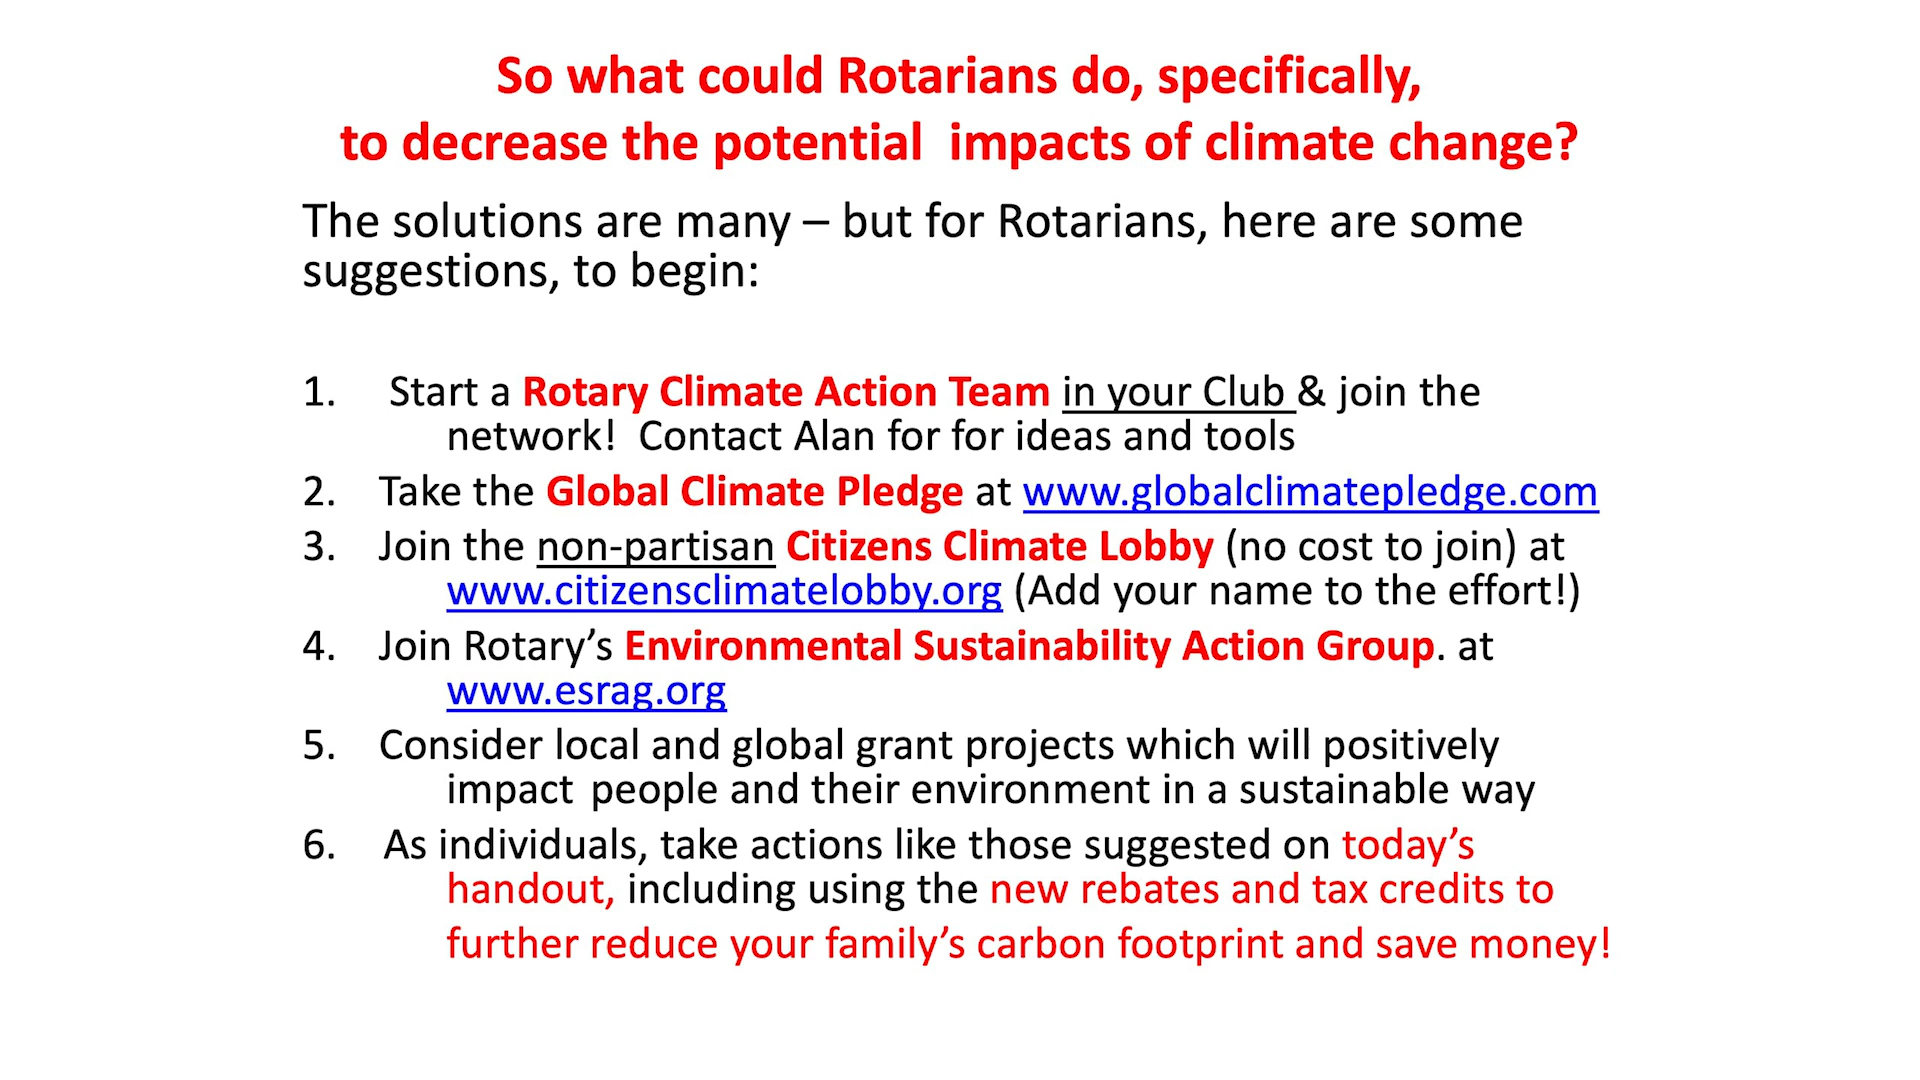 So what could Rotarians do, specifically,
to decrease the potential  impacts of climate change?
The solutions are many – but for Rotarians, here are some
suggestions, to begin:
1. Start a Rotary Climate Action Team in your Club & join the
network!  Contact Alan for for ideas and tools
2. Take the Global Climate Pledge at www.globalclimatepledge.com
3. Join the non-partisan Citizens Climate Lobby (no cost to join) at
www.citizensclimatelobby.org (Add your name to the effort!)
4. Join Rotary’s Environmental Sustainability Action Group. at
www.esrag.org
5. Consider local and global grant projects which will positively
impact people and their environment in a sustainable way
6. As individuals, take actions like those suggested on today’s
handout, including using the new rebates and tax credits to
further reduce your family’s carbon footprint and save money!